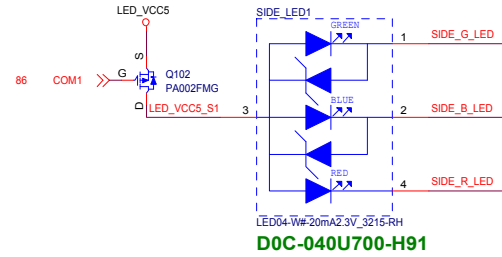 LED_VCC5
SIDE_LED1
GREEN
1
SIDE_G_LED
S
86
COM1
G
Q102
PA002FMG
D
LED_VCC5_S1
3
BLUE
2
SIDE_B_LED
RED
4
SIDE_R_LED
LED04-W#-20mA2.3V_3215-RH
D0C-040U700-H91